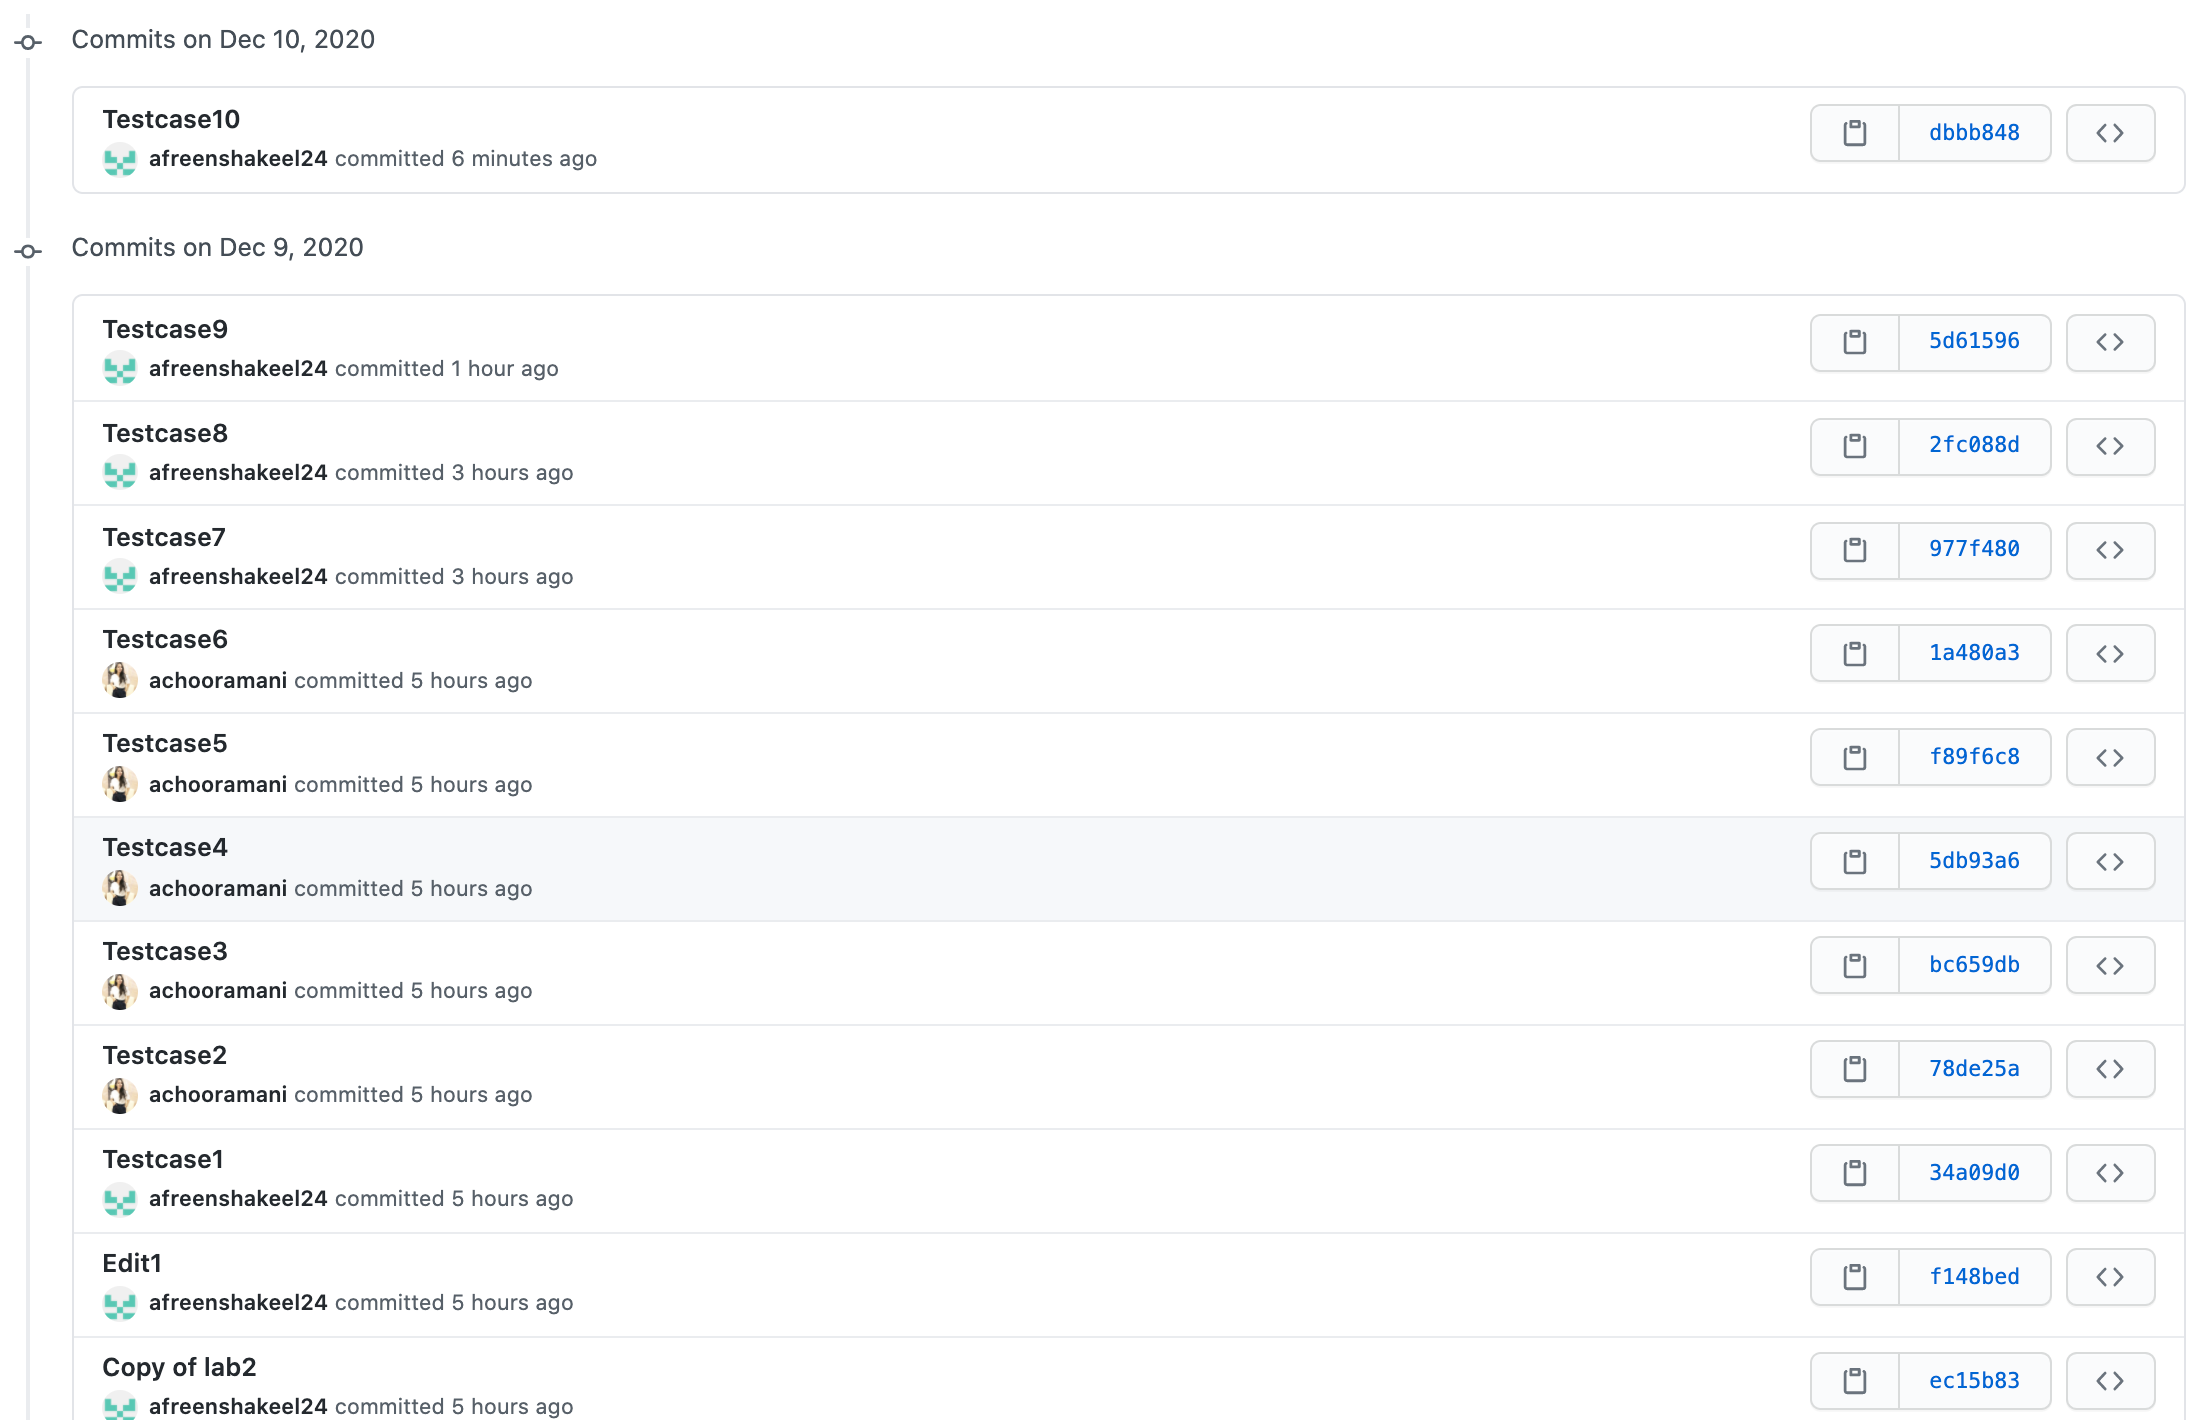 Commits on Dec 10, 2020
Testcase10
dbbb848
afreenshakeel24 committed 6 minutes ago
Commits on Dec 9, 2020
Testcase9
5d61596
afreenshakeel24 committed 1 hour ago
Testcase8
2fc088d
afreenshakeel24 committed 3 hours ago
Testcase7
977f480
afreenshakeel24 committed 3 hours ago
Testcase6
1a480a3
achooramani committed 5 hours ago
Testcase5
f89f6c8
achooramani committed 5 hours ago
Testcase4
5db93a6
achooramani committed 5 hours ago
Testcase3
bc659db
achooramani committed 5 hours ago
Testcase2
78de25a
achooramani committed 5 hours ago
Testcase1
34a09d0
afreenshakeel24 committed 5 hours ago
Edit1
f148bed
afreenshakeel24 committed 5 hours ago
Copy of lab2
ec15b83
afreenshakeel24 committed 5 hours ago